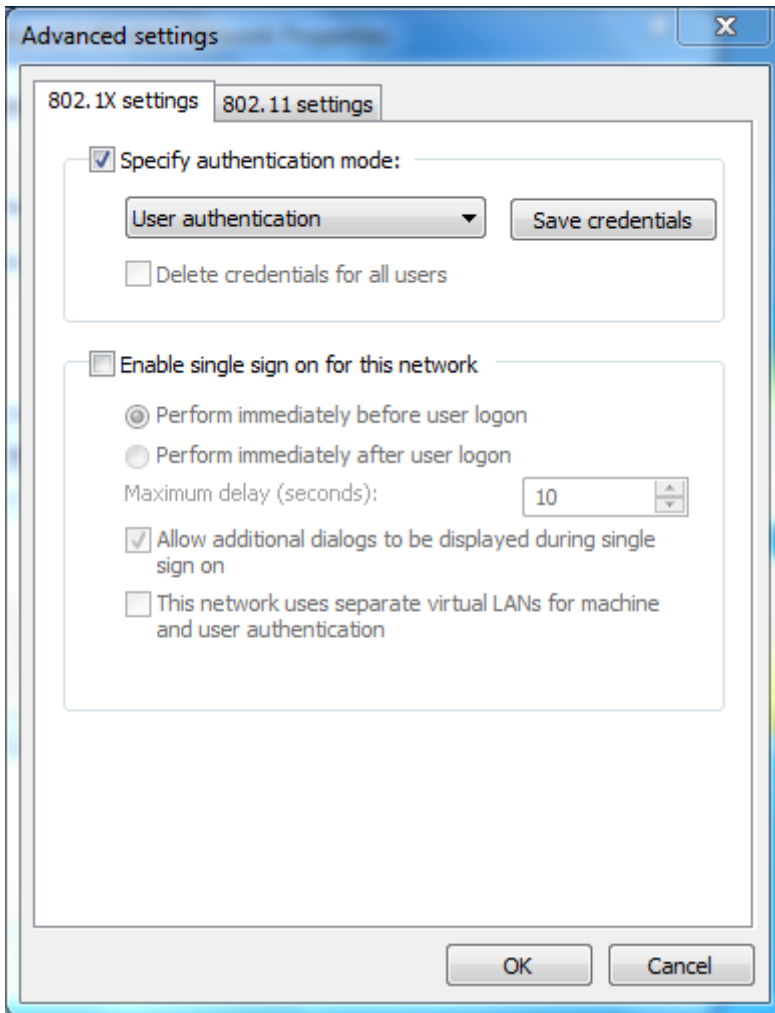 Advanced settings
802.1X settings
802.11 settings
Specify authentication mode:
User authentication
Save credentials
Delete credentials for all users
Enable single sign on for this network
Perform immediately before user logon
Perform immediately after user logon
Maximum delay (seconds):
10
Allow additional dialogs to be displayed during single
sign on
This network uses separate virtual LANs for machine
and user authentication
OK
Cancel